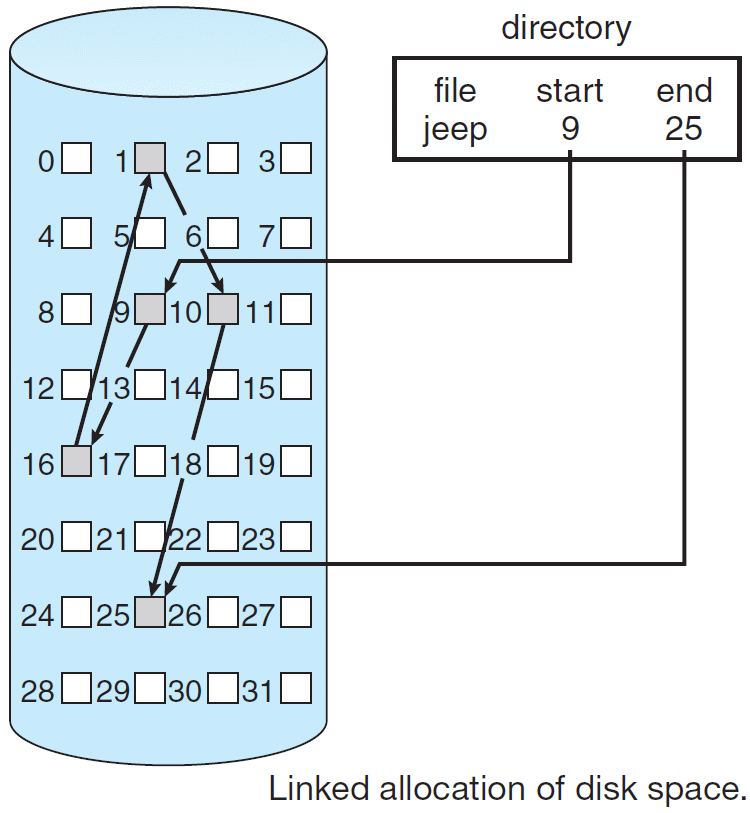 directory
file start end
jeep 9 25
0 1 2 3
4 5 6 7
8 9 10 11
12 13 14 15
16 17 18 19
20 21 22 23
24 25 26 27
28 29 30 31
Linked allocation of disk space.